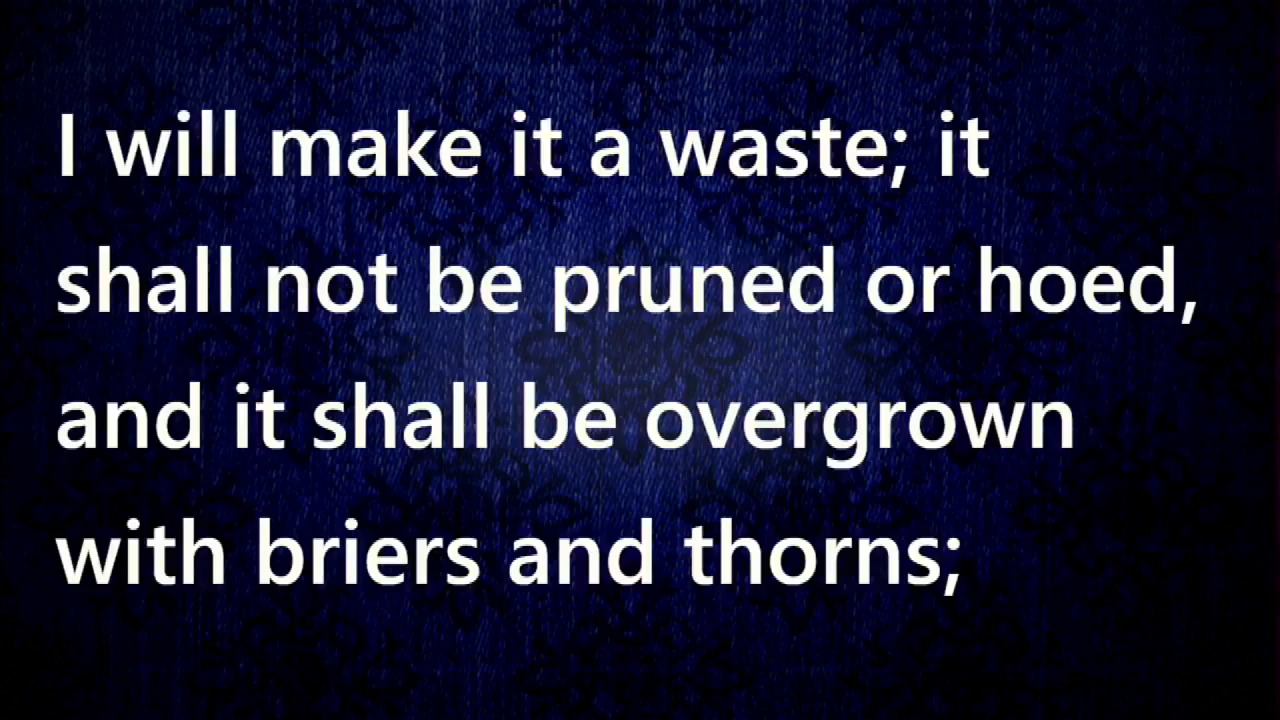 I will make it a waste; it
shall not be pruned or hoed,
and it shall be overgrown
with briers and thorns;